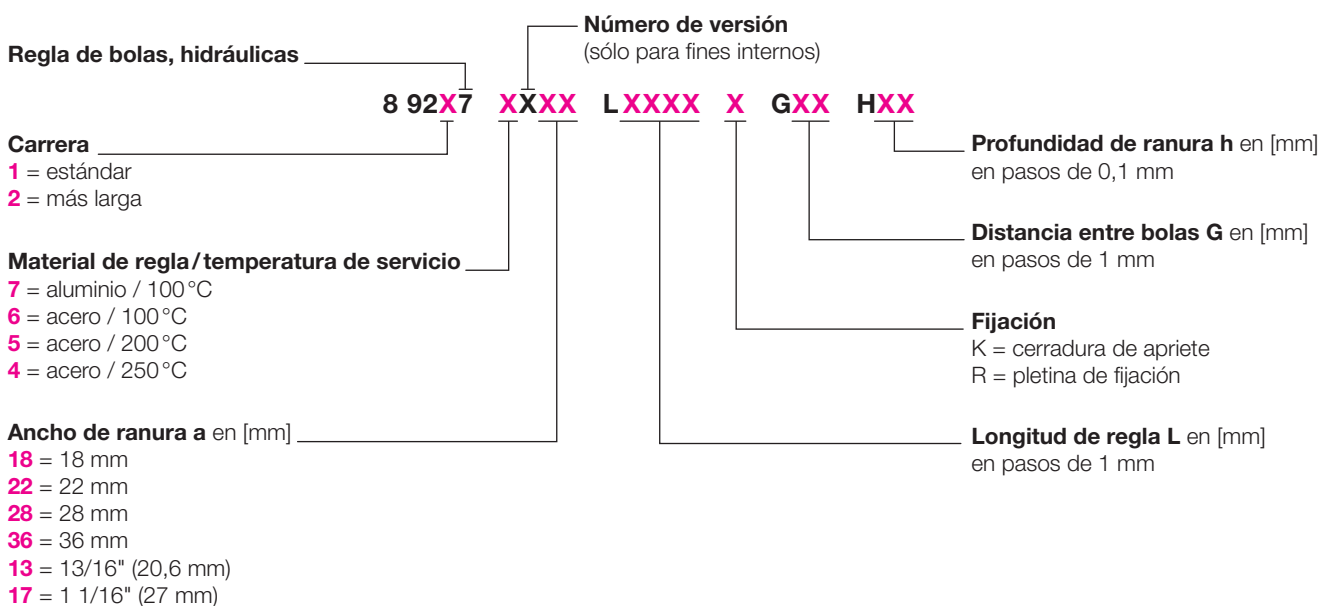 Número de versión
(sólo para fines internos)
Regla de bolas, hidráulicas
8 92X7 XXXX LXXXX X GXX HXX
Carrera
1 = estándar
2 = más larga
Material de regla/temperatura de servicio
7 = aluminio / 100°C
6 = acero / 100°C
5 = acero / 200°C
4 = acero / 250°C
Ancho de ranura a en [mm]
18 = 18 mm
22 = 22 mm
28 = 28 mm
36 = 36 mm
13 = 13/16" (20,6 mm)
17 = 1 1/16" (27 mm)
Profundidad de ranura h en [mm]
en pasos de 0,1 mm
Distancia entre bolas G en [mm]
en pasos de 1 mm
Fijación
K = cerradura de apriete
R = pletina de fijación
Longitud de regla L en [mm]
en pasos de 1 mm